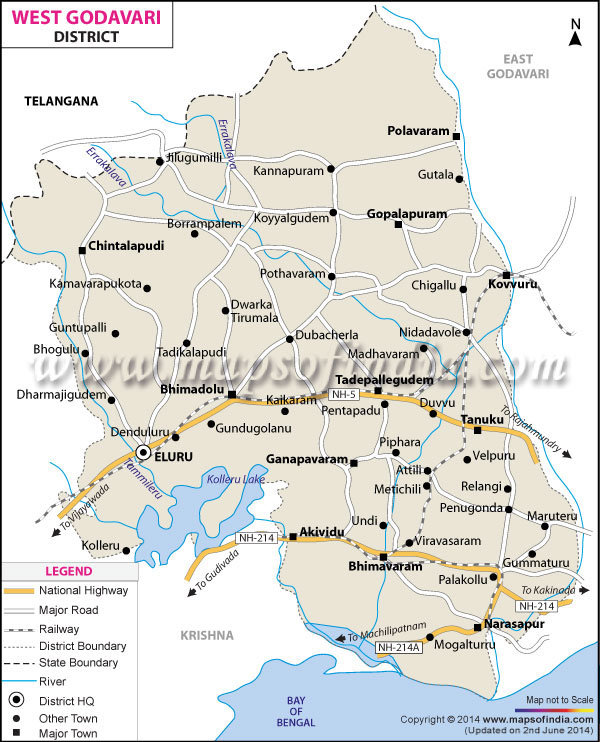 WEST GODAVARI
DISTRICT
N
EAST
GODAVARI
TELANGANA
Errakalava
Polavaram
Errakalava
Jilugumilli
Kannapuram
Gutala
Koyyalgudem
Gopalapuram
Borrampalem
Chintalapudi
Pothavaram
Kovvuru
Kamavarapukota
Chigallu
Dwarka
Tirumala
Guntupalli
Dubacherla
Nidadavole
Bhogulu
Tadikalapudi
Madhavaram
www.mapsofindia.com
Dharmajigudem
Bhimadolu
Tadepallegudem
NH-5
Kaikaram
Pentapadu
Duvvu
To Rajahmundry
Gundugolanu
Tanuku
Denduluru
Piphara
ELURU
Ganapavaram
Velpuru
Tammileru
Kolleru Lake
Attili
Metichili
Relangi
Penugonda
To Vijayawada
Undi
Maruteru
Akividu
NH-214
Kolleru
Viravasaram
Gummaturu
Bhimavaram
To Gudivada
Palakollu
To Kakinada
NH-214
LEGEND
National Highway
Major Road
Railway
District Boundary
State Boundary
River
District HQ
Other Town
Major Town
KRISHNA
To Machilipatnam
Narasapur
NH-214A
Mogalturru
BAY
OF
BENGAL
Map not to Scale
Copyright © 2014 www.mapsofindia.com
(Updated on 2nd June 2014)